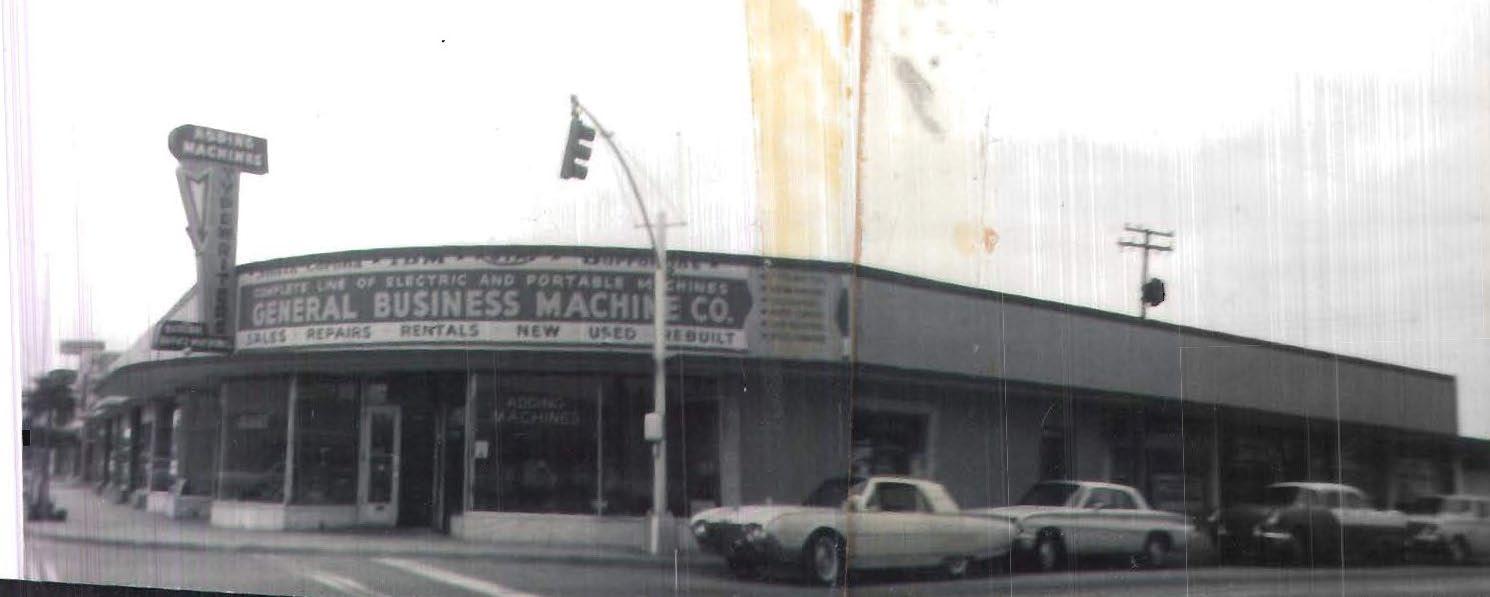 ADDING
MACHINES
TYPEWRITERS
IBM
COMPLETE LINE OF ELECTRIC AND PORTABLE MACHINES
GENERAL BUSINESS MACHINE CO.
SALES REPAIRS RENTALS NEW USED REBUILT
ADDING
MACHINES